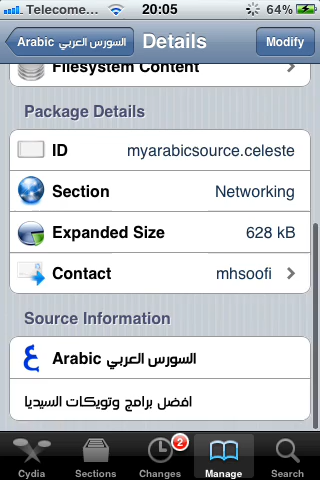 Telecome... 20:05 64%
Arabic السورس العربي Details Modify
Filesystem Content
Package Details
ID myarabicsource.celeste
Section Networking
Expanded Size 628 kB
Contact mhsoofi
Source Information
ع Arabic السورس العربي
افضل برامج وتويكات السيديا
2
Cydia Sections Changes Manage Search